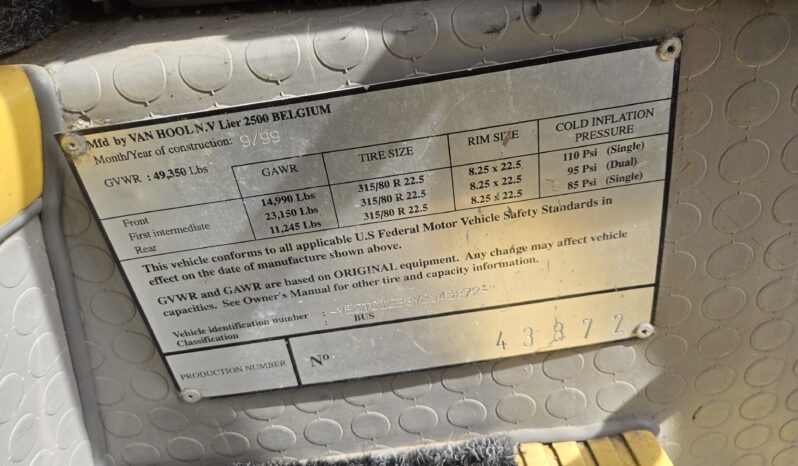 Mfd by VAN HOOL N.V Lier 2500 BELGIUM
Month/Year of construction: 9/99
GVWR : 49,350 Lbs GAWR TIRE SIZE RIM SIZE COLD INFLATION PRESSURE
Front 14,990 Lbs 315/80 R 22.5 8.25 x 22.5 110 Psi (Single)
First intermediate 23,150 Lbs 315/80 R 22.5 8.25 x 22.5 95 Psi (Dual)
Rear 11,245 Lbs 315/80 R 22.5 8.25 x 22.5 85 Psi (Single)
This vehicle conforms to all applicable U.S Federal Motor Vehicle Safety Standards in
effect on the date of manufacture shown above.
GVWR and GAWR are based on ORIGINAL equipment. Any change may affect vehicle
capacities. See Owner's Manual for other tire and capacity information.
Vehicle identification number :
Classification : BUS
PRODUCTION NUMBER No 43872